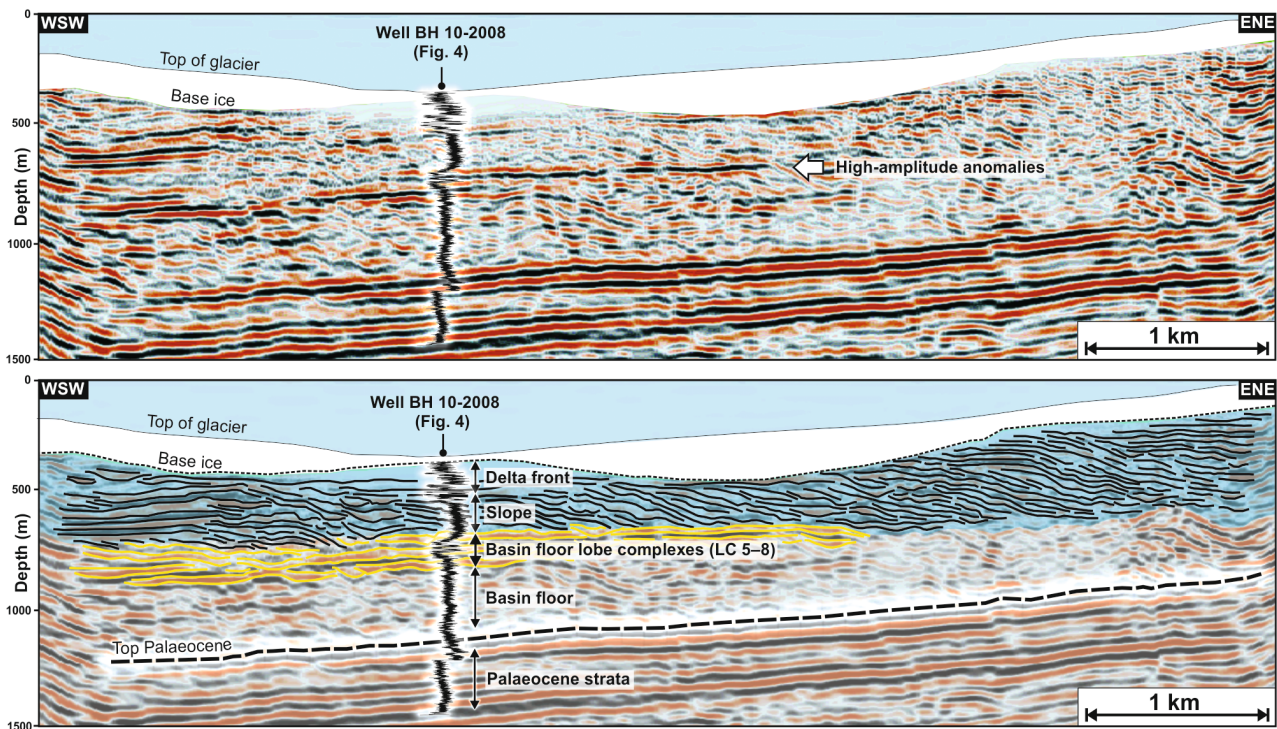 WSW
ENE
0
Well BH 10-2008
(Fig. 4)
Top of glacier
Base ice
500
High-amplitude anomalies
Depth (m)
1000
1 km
1500
0
WSW
ENE
Well BH 10-2008
(Fig. 4)
Top of glacier
Base ice
Delta front
500
Slope
Basin floor lobe complexes (LC 5–8)
Depth (m)
Basin floor
1000
Top Palaeocene
Palaeocene strata
1 km
1500